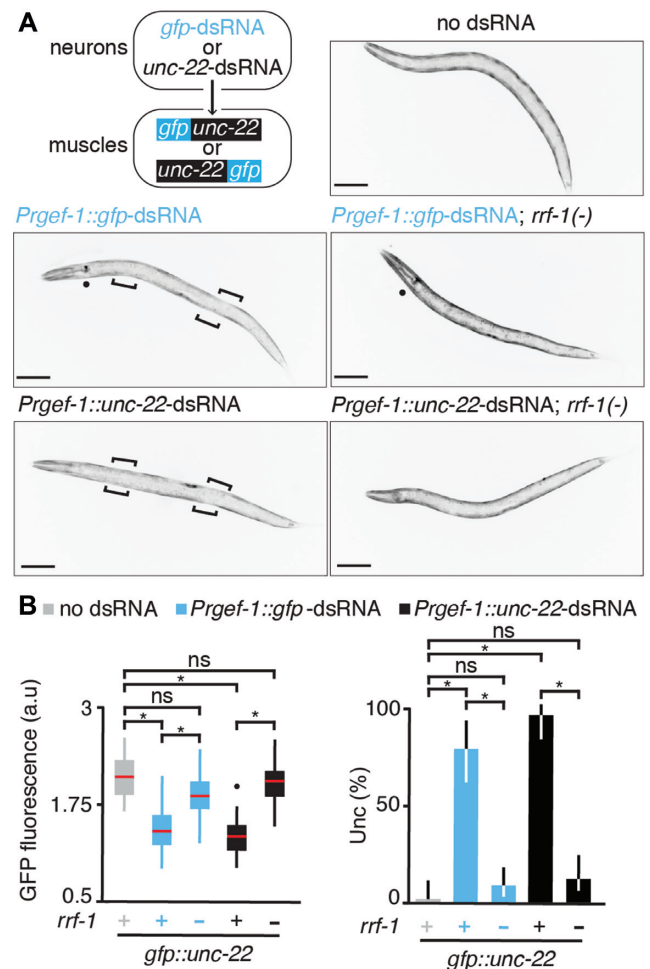 A
neurons
gfp-dsRNA
or
unc-22-dsRNA
muscles
gfp unc-22
or
unc-22 gfp
no dsRNA
Prgef-1::gfp-dsRNA
Prgef-1::gfp-dsRNA; rrf-1(-)
Prgef-1::unc-22-dsRNA
Prgef-1::unc-22-dsRNA; rrf-1(-)
B no dsRNA Prgef-1::gfp-dsRNA Prgef-1::unc-22-dsRNA
GFP fluorescence (a.u)
3
1.75
0.5
ns
*
ns
* * *
rrf-1 + + - + -
gfp::unc-22
Unc (%)
100
50
0
ns
*
ns
* * *
rrf-1 + + - + -
gfp::unc-22